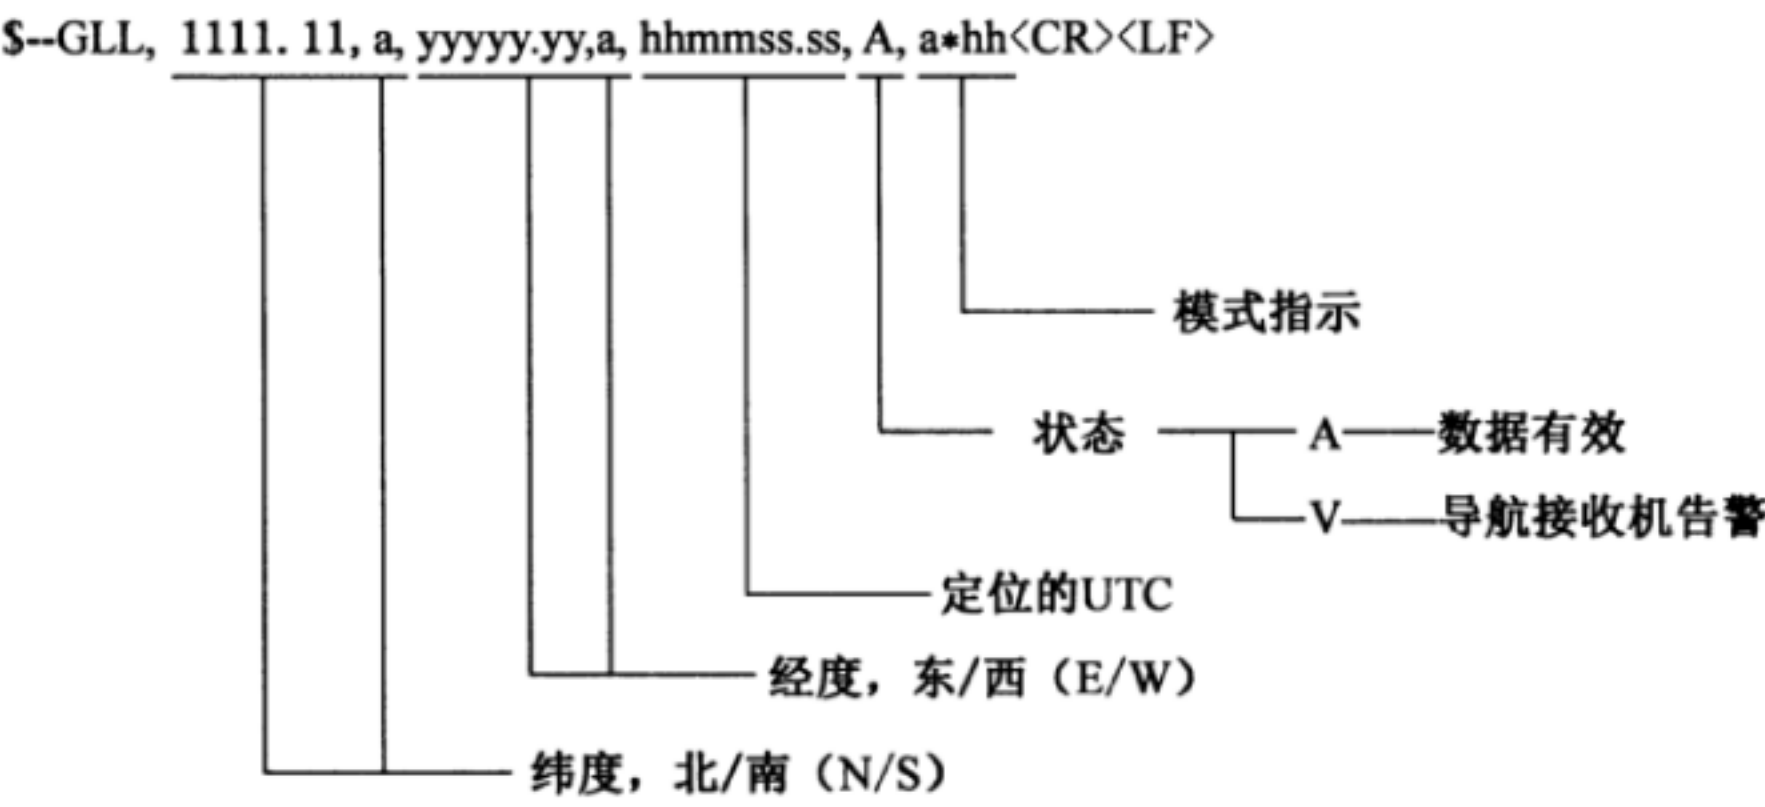 $--GLL, 1111. 11, a, yyyyy.yy,a, hhmmss.ss, A, a*hh<CR><LF>
模式指示
状态 A 数据有效
V 导航接收机告警
定位的UTC
经度，东/西（E/W）
纬度，北/南（N/S）